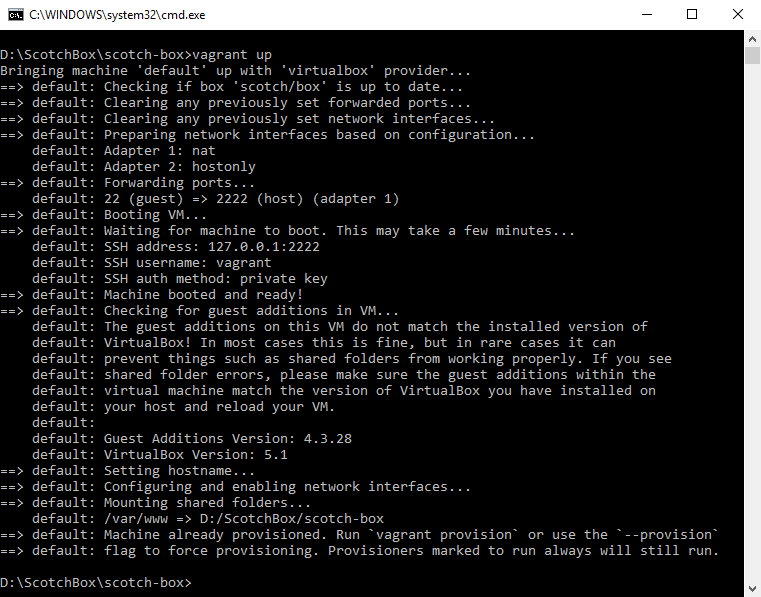 C:\WINDOWS\system32\cmd.exe
D:\ScotchBox\scotch-box>vagrant up
Bringing machine 'default' up with 'virtualbox' provider...
==> default: Checking if box 'scotch/box' is up to date...
==> default: Clearing any previously set forwarded ports...
==> default: Clearing any previously set network interfaces...
==> default: Preparing network interfaces based on configuration...
    default: Adapter 1: nat
    default: Adapter 2: hostonly
==> default: Forwarding ports...
    default: 22 (guest) => 2222 (host) (adapter 1)
==> default: Booting VM...
==> default: Waiting for machine to boot. This may take a few minutes...
    default: SSH address: 127.0.0.1:2222
    default: SSH username: vagrant
    default: SSH auth method: private key
==> default: Machine booted and ready!
==> default: Checking for guest additions in VM...
    default: The guest additions on this VM do not match the installed version of
    default: VirtualBox! In most cases this is fine, but in rare cases it can
    default: prevent things such as shared folders from working properly. If you see
    default: shared folder errors, please make sure the guest additions within the
    default: virtual machine match the version of VirtualBox you have installed on
    default: your host and reload your VM.
    default:
    default: Guest Additions Version: 4.3.28
    default: VirtualBox Version: 5.1
==> default: Setting hostname...
==> default: Configuring and enabling network interfaces...
==> default: Mounting shared folders...
    default: /var/www => D:/ScotchBox/scotch-box
==> default: Machine already provisioned. Run `vagrant provision` or use the `--provision`
==> default: flag to force provisioning. Provisioners marked to run always will still run.
D:\ScotchBox\scotch-box>